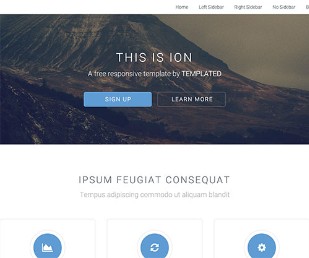 Home Left Sidebar Right Sidebar No Sidebar
THIS IS ION
A free responsive template by TEMPLATED
SIGN UP LEARN MORE
IPSUM FEUGIAT CONSEQUAT
Tempus adipiscing commodo ut aliquam blandit